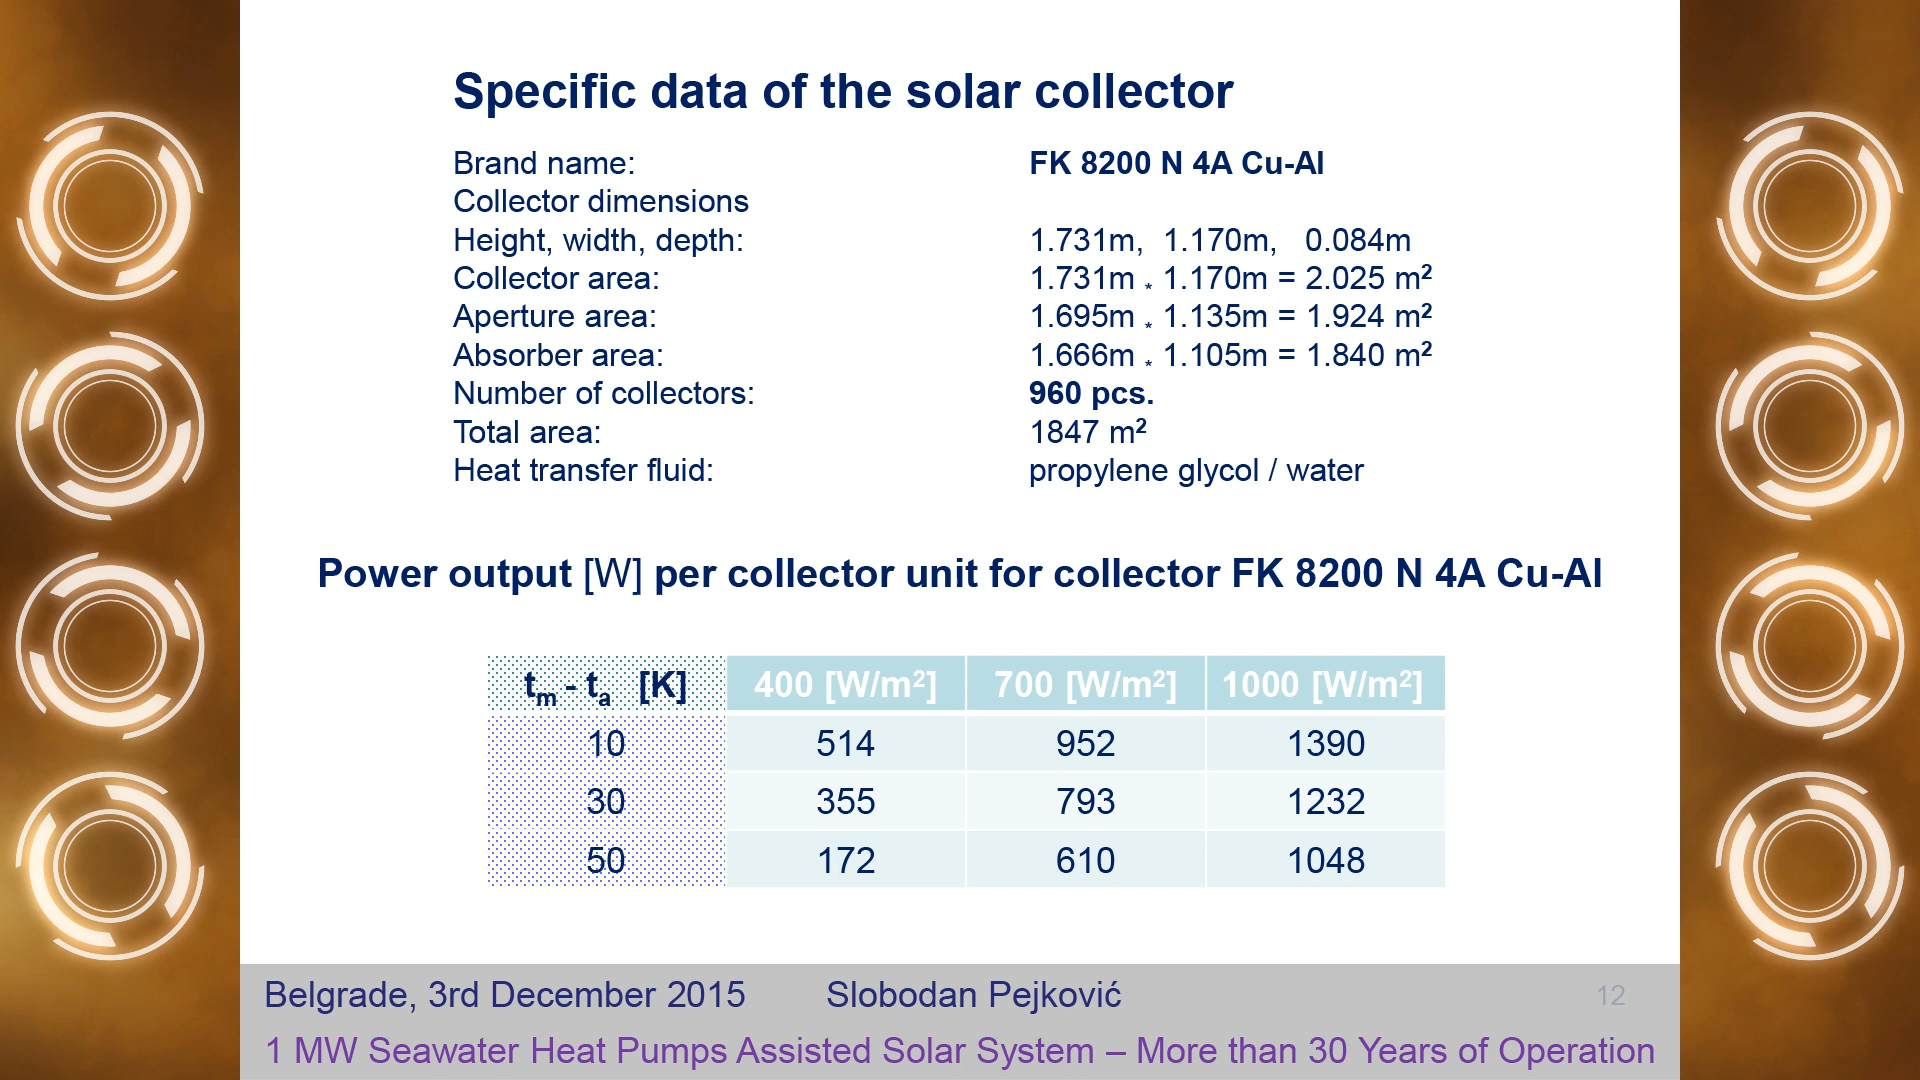 Specific data of the solar collector
Brand name: FK 8200 N 4A Cu-Al
Collector dimensions
Height, width, depth: 1.731m, 1.170m, 0.084m
Collector area: 1.731m * 1.170m = 2.025 m²
Aperture area: 1.695m * 1.135m = 1.924 m²
Absorber area: 1.666m * 1.105m = 1.840 m²
Number of collectors: 960 pcs.
Total area: 1847 m²
Heat transfer fluid: propylene glycol / water
Power output [W] per collector unit for collector FK 8200 N 4A Cu-Al
tm - ta [K] 400 [W/m²] 700 [W/m²] 1000 [W/m²]
10 514 952 1390
30 355 793 1232
50 172 610 1048
Belgrade, 3rd December 2015 Slobodan Pejković 12
1 MW Seawater Heat Pumps Assisted Solar System – More than 30 Years of Operation